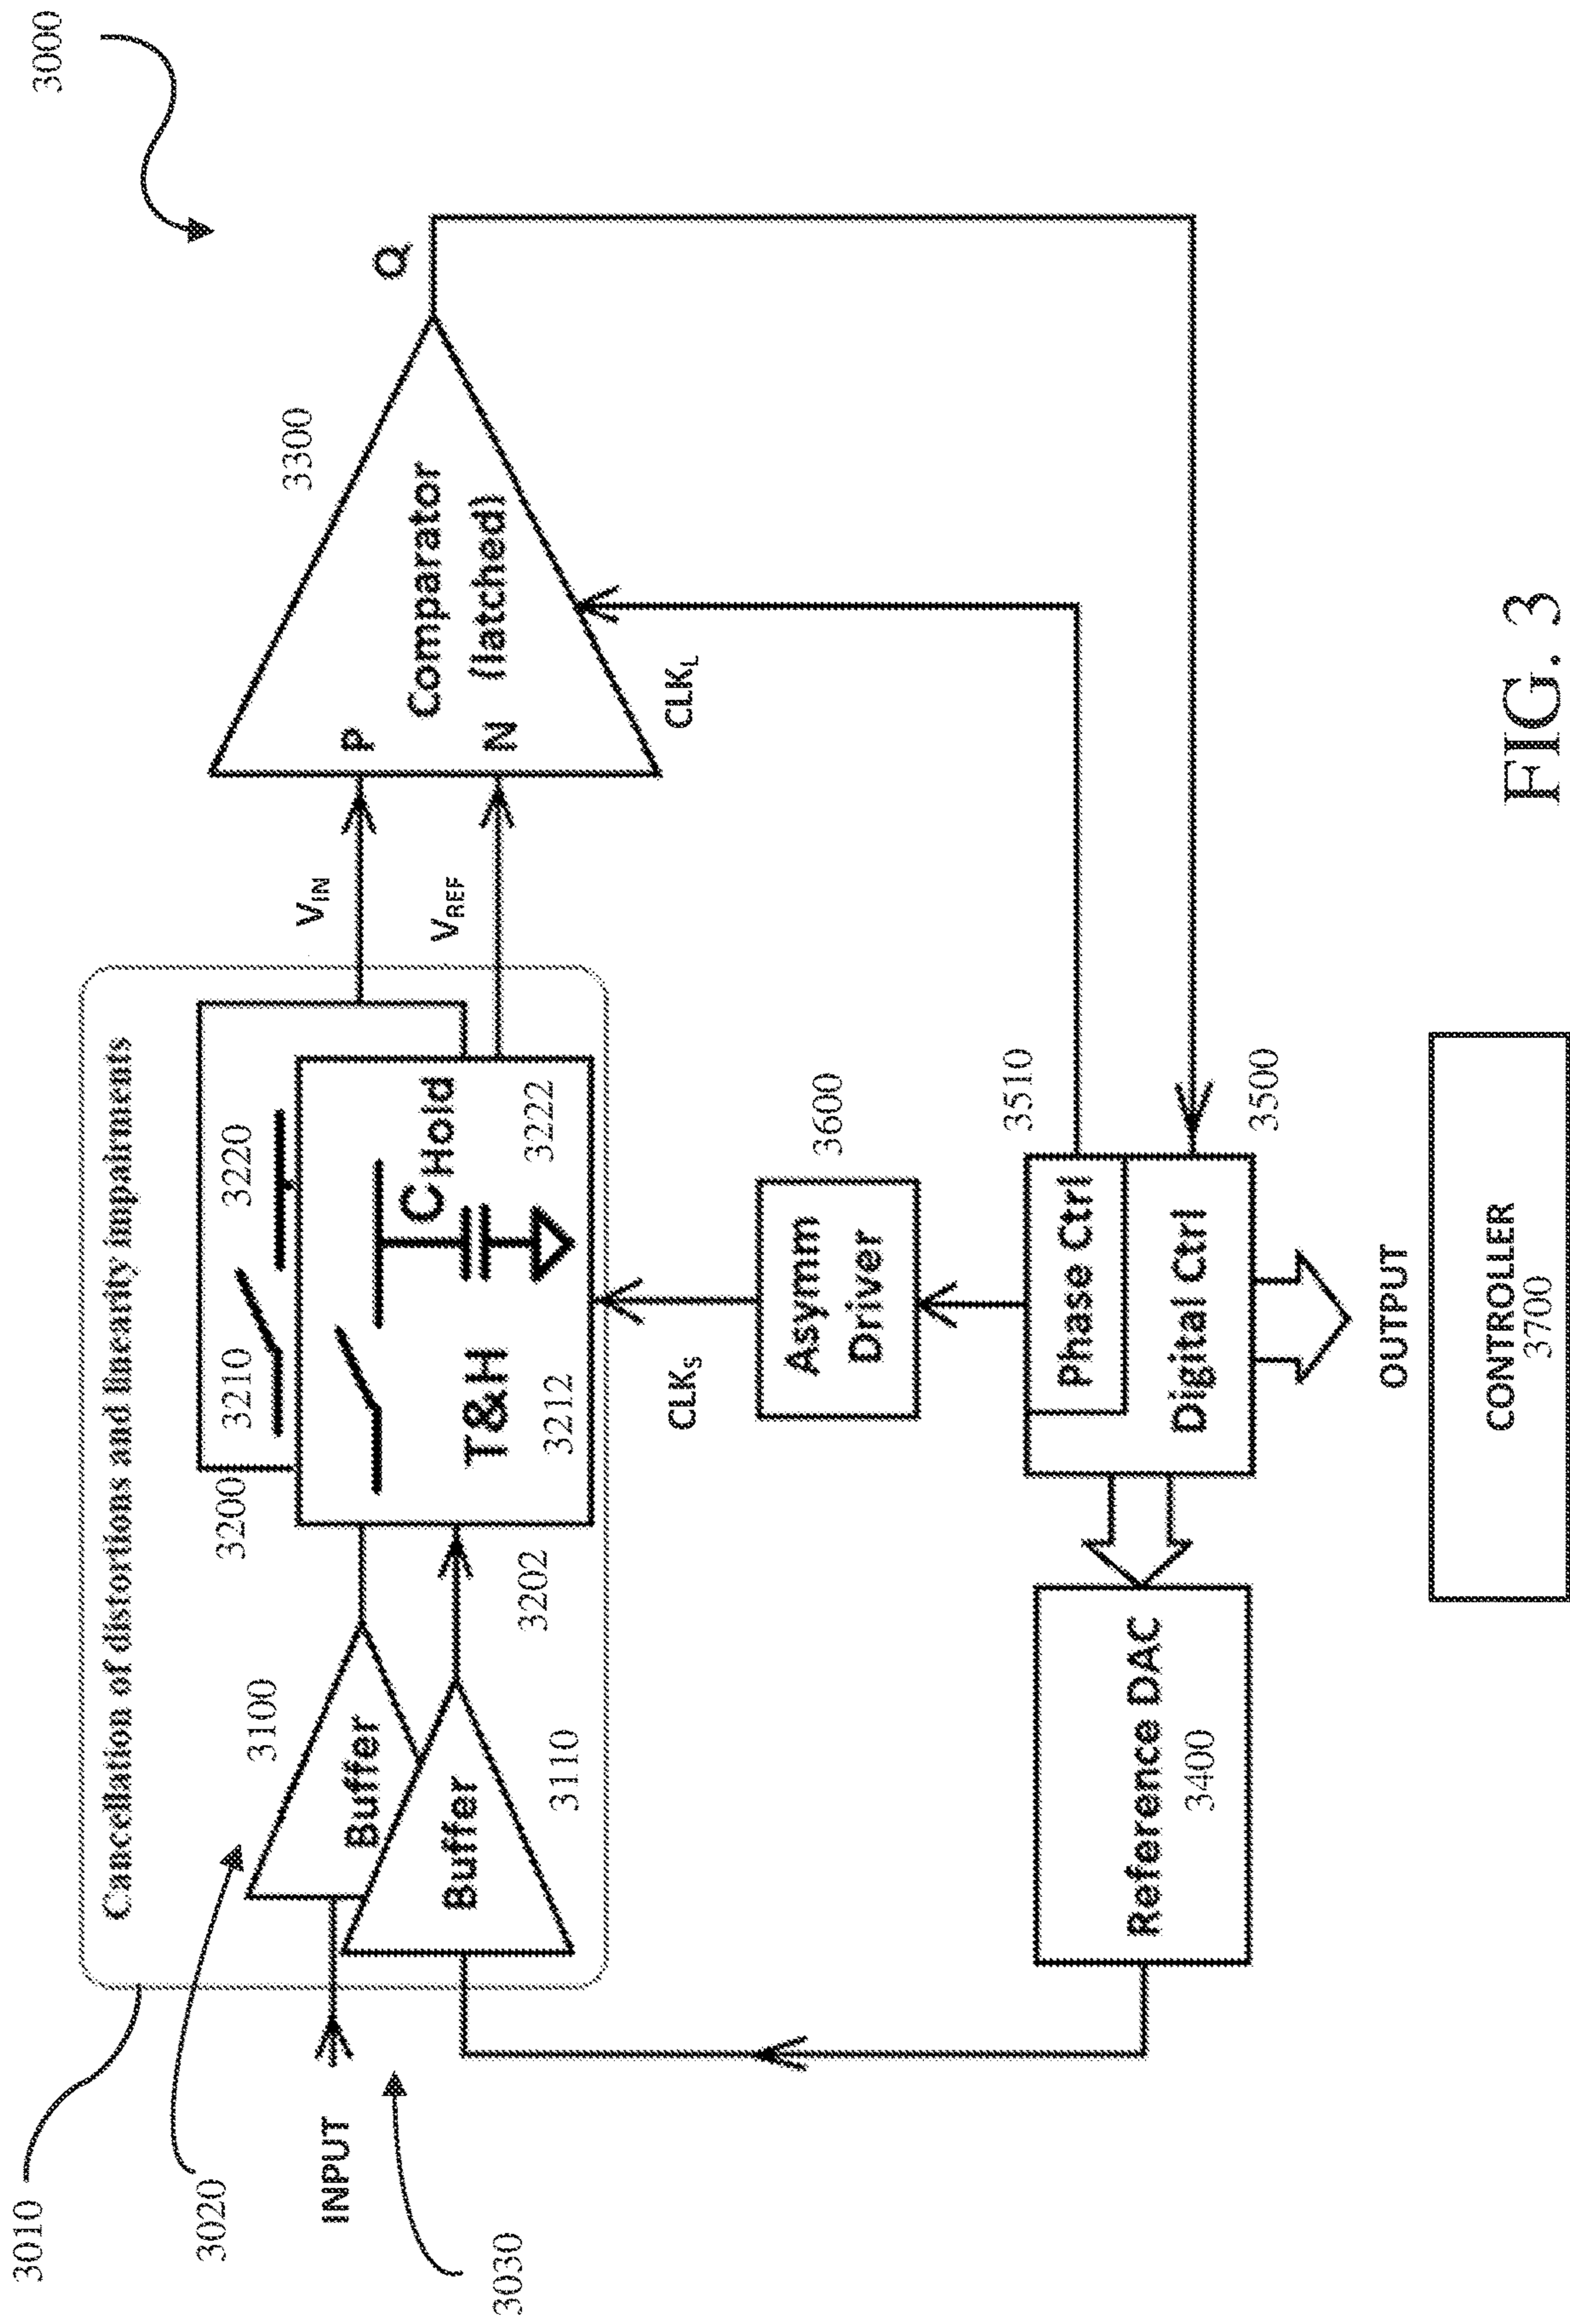 3000
3010
Cancellation of distortions and linearity impairments
3020
3100
3200
3210
3220
3300
INPUT
Buffer
Buffer
3030
3110
3202
T&H
3212
CHold
3222
VIN
VREF
P
N
Comparator
(latched)
Q
CLKS
CLKL
Asymm
Driver
3600
3510
Phase Ctrl
Digital Ctrl
3500
Reference DAC
3400
OUTPUT
CONTROLLER
3700
FIG. 3